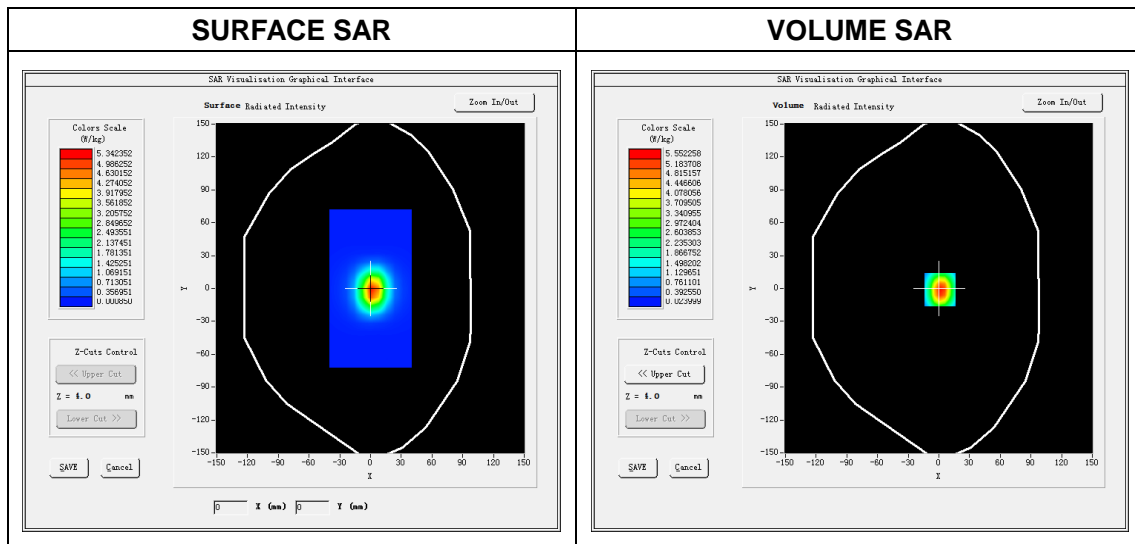 SURFACE SAR
SAR Visualisation Graphical Interface
Surface Radiated Intensity
Zoom In/Out
Colors Scale
(W/kg)
5.342352
4.986252
4.630152
4.274052
3.917952
3.561852
3.205752
2.849652
2.493551
2.137451
1.781351
1.425251
1.069151
0.713051
0.356951
0.000850
150
120
90
60
30
0
-30
-60
-90
-120
-150
Y
-150 -120 -90 -60 -30 0 30 60 90 120 150
X
Z-Cuts Control
<< Upper Cut
Z = 4.0 mm
Lower Cut >>
SAVE Cancel
0 X (mm) 0 Y (mm)
VOLUME SAR
SAR Visualisation Graphical Interface
Volume Radiated Intensity
Zoom In/Out
Colors Scale
(W/kg)
5.552258
5.183708
4.815157
4.446606
4.078056
3.709505
3.340955
2.972404
2.603853
2.235303
1.866752
1.498202
1.129651
0.761101
0.392550
0.023999
150
120
90
60
30
0
-30
-60
-90
-120
-150
Y
-150 -120 -90 -60 -30 0 30 60 90 120 150
X
Z-Cuts Control
<< Upper Cut
Z = 4.0 mm
Lower Cut >>
SAVE Cancel